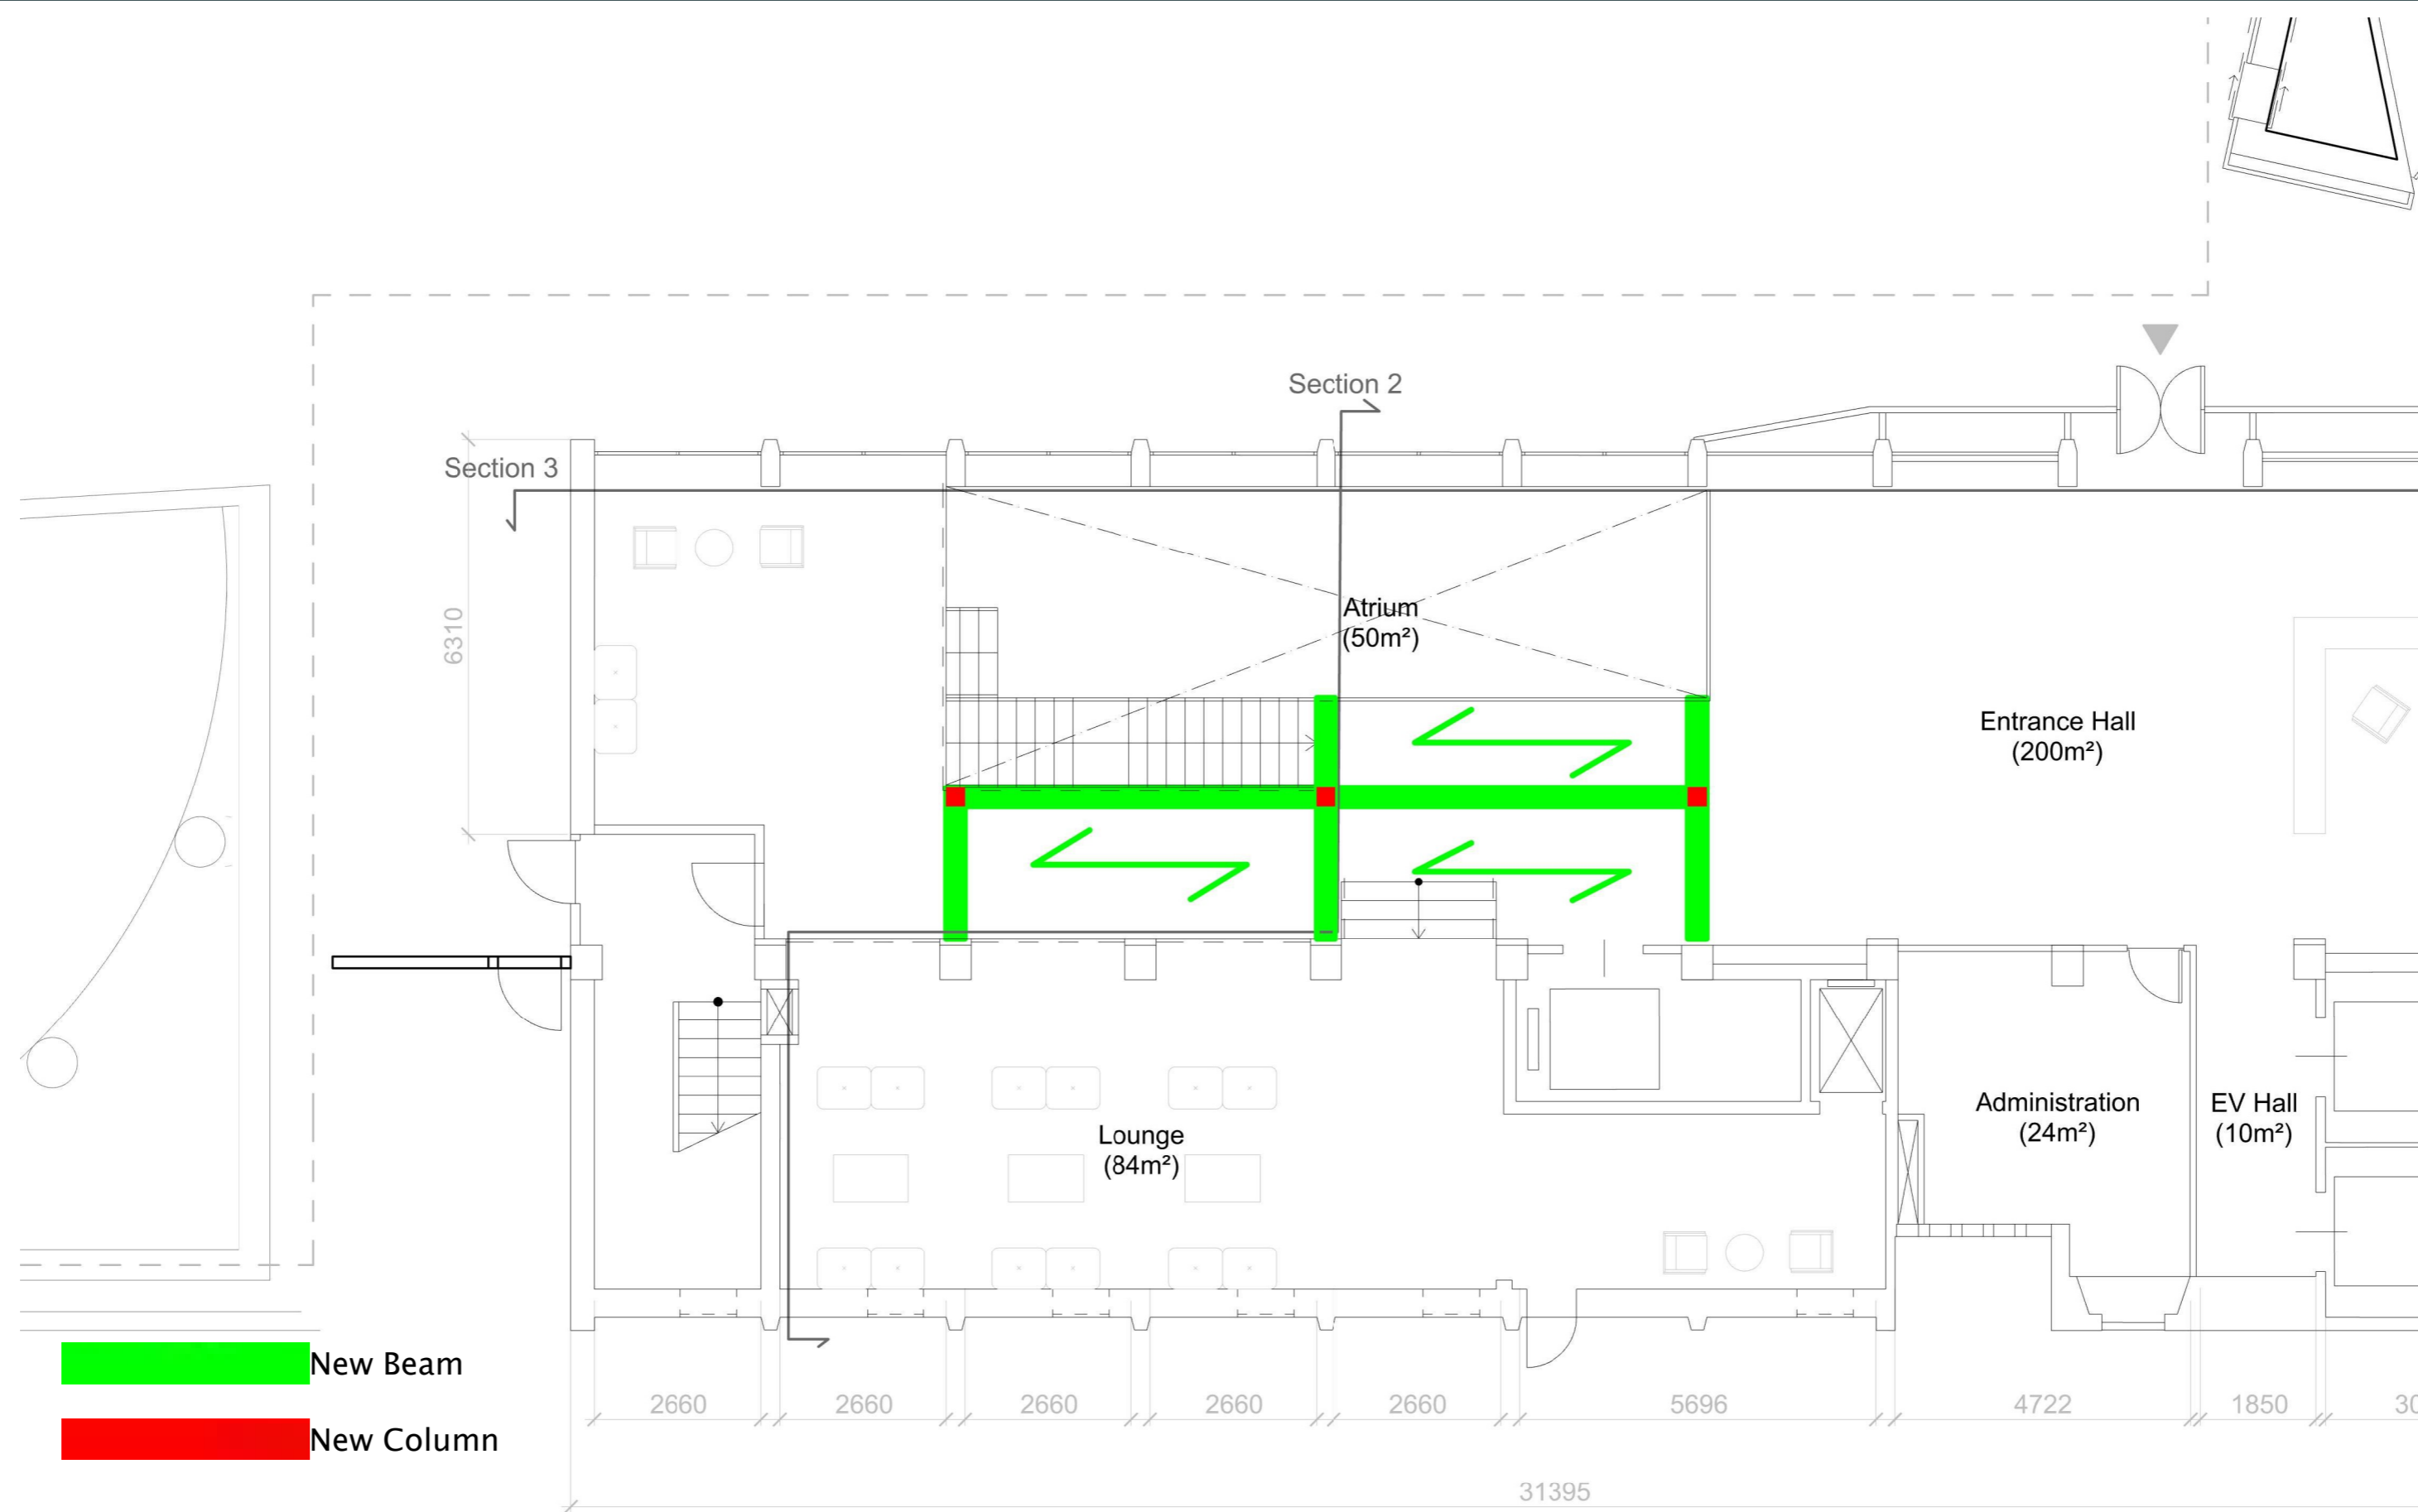 Section 2
Section 3
6310
Atrium
(50m²)
Entrance Hall
(200m²)
Administration
(24m²)
EV Hall
(10m²)
Lounge
(84m²)
New Beam
New Column
2660
2660
2660
2660
2660
5696
4722
1850
30
31395